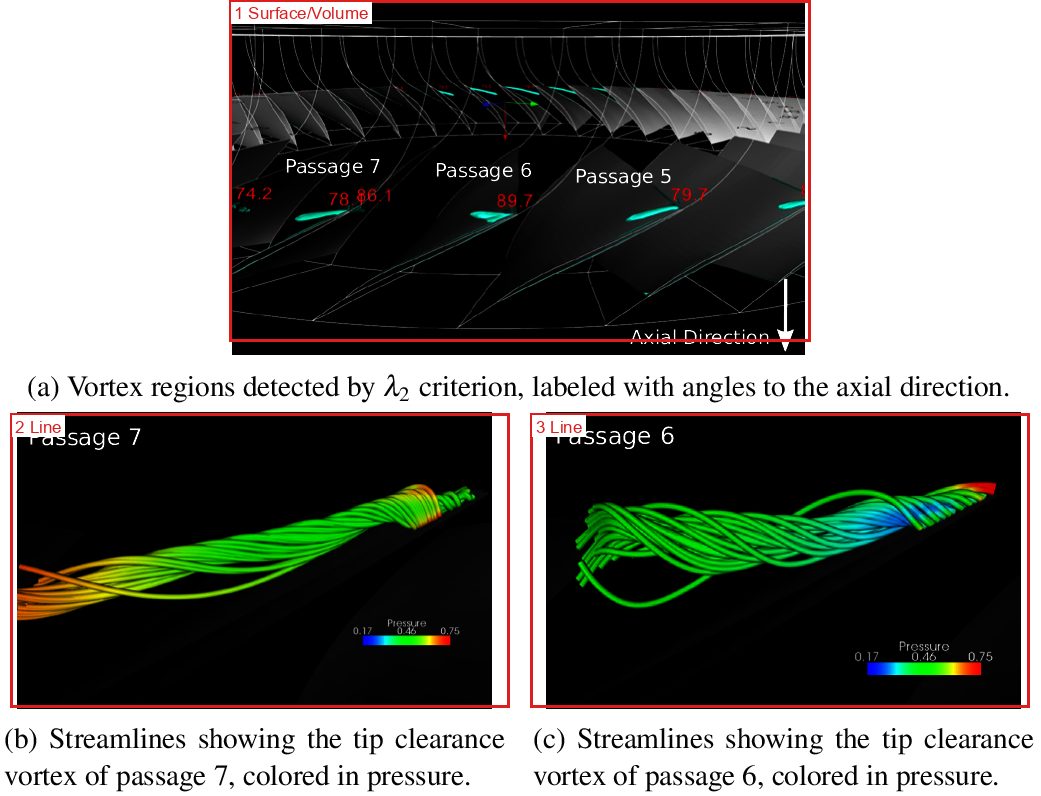 1 Surface/Volume
Passage 7
Passage 6
Passage 5
74.2
86.1
89.7
79.7
Axial Direction
(a) Vortex regions detected by λ2 criterion, labeled with angles to the axial direction.
2 Line
Passage 7
Pressure
0.17 0.46 0.75
(b) Streamlines showing the tip clearance
vortex of passage 7, colored in pressure.
3 Line
Passage 6
Pressure
0.17 0.46 0.75
(c) Streamlines showing the tip clearance
vortex of passage 6, colored in pressure.